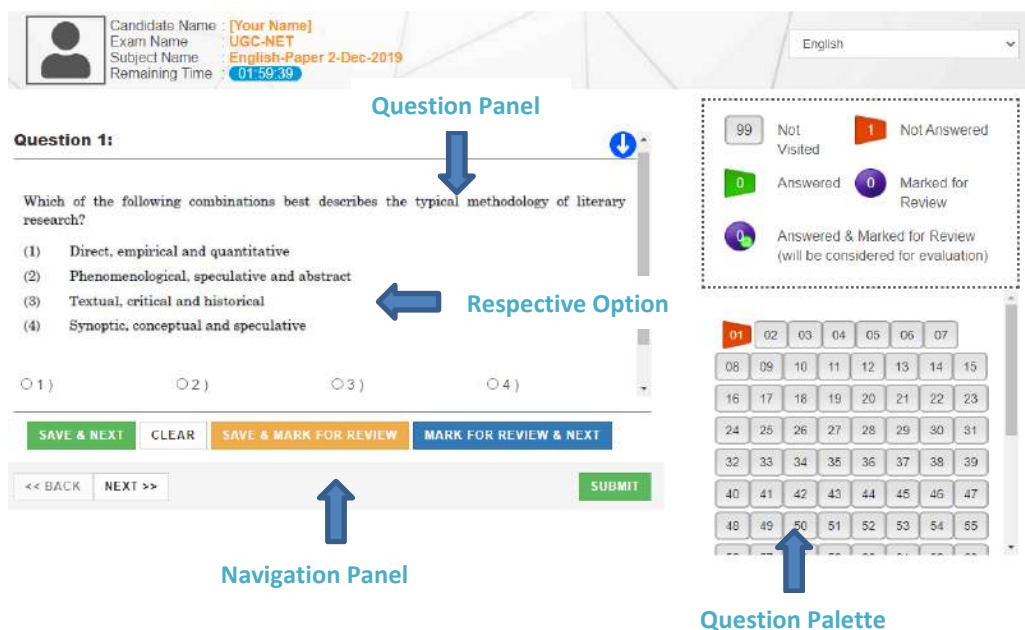 Candidate Name : [Your Name]
Exam Name : UGC-NET
Subject Name : English-Paper 2-Dec-2019
Remaining Time : 01:59:39
English
Question Panel
Question 1:
Which of the following combinations best describes the typical methodology of literary
research?
(1) Direct, empirical and quantitative
(2) Phenomenological, speculative and abstract
(3) Textual, critical and historical
(4) Synoptic, conceptual and speculative
Respective Option
1 ) 2 ) 3 ) 4 )
SAVE & NEXT CLEAR SAVE & MARK FOR REVIEW MARK FOR REVIEW & NEXT
<< BACK NEXT >> SUBMIT
Navigation Panel
99 Not
Visited
1 Not Answered
0 Answered
0 Marked for
Review
0 Answered & Marked for Review
(will be considered for evaluation)
01 02 03 04 05 06 07
08 09 10 11 12 13 14 15
16 17 18 19 20 21 22 23
24 25 26 27 28 29 30 31
32 33 34 35 36 37 38 39
40 41 42 43 44 45 46 47
48 49 50 51 52 53 54 55
Question Palette